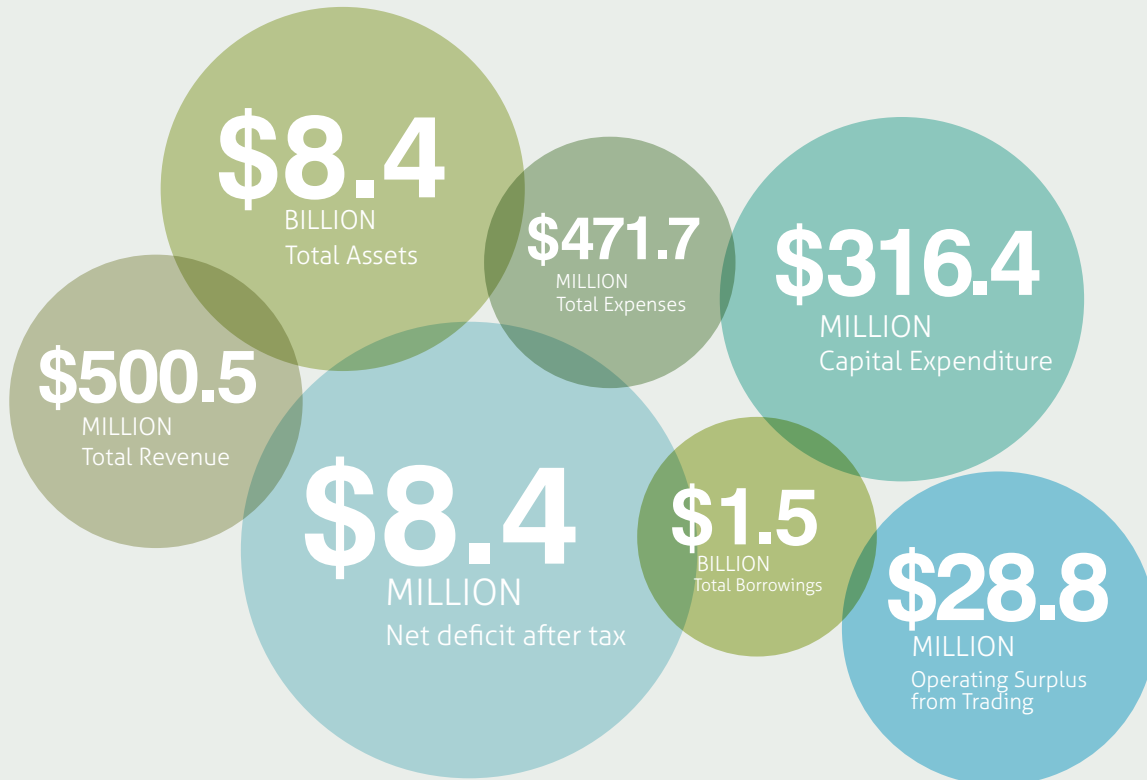 $8.4
BILLION
Total Assets
$471.7
MILLION
Total Expenses
$316.4
MILLION
Capital Expenditure
$500.5
MILLION
Total Revenue
$8.4
MILLION
Net deficit after tax
$1.5
BILLION
Total Borrowings
$28.8
MILLION
Operating Surplus
from Trading